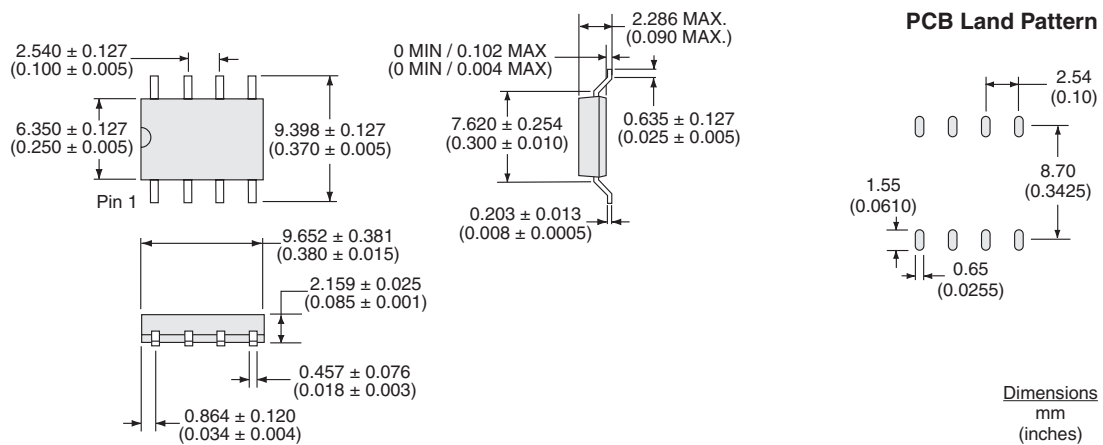 2.540 ± 0.127
(0.100 ± 0.005)
6.350 ± 0.127
(0.250 ± 0.005)
9.398 ± 0.127
(0.370 ± 0.005)
Pin 1
9.652 ± 0.381
(0.380 ± 0.015)
2.159 ± 0.025
(0.085 ± 0.001)
0.457 ± 0.076
(0.018 ± 0.003)
0.864 ± 0.120
(0.034 ± 0.004)
2.286 MAX.
(0.090 MAX.)
0 MIN / 0.102 MAX
(0 MIN / 0.004 MAX)
7.620 ± 0.254
(0.300 ± 0.010)
0.635 ± 0.127
(0.025 ± 0.005)
0.203 ± 0.013
(0.008 ± 0.0005)
PCB Land Pattern
2.54
(0.10)
8.70
(0.3425)
1.55
(0.0610)
0.65
(0.0255)
Dimensions
mm
(inches)